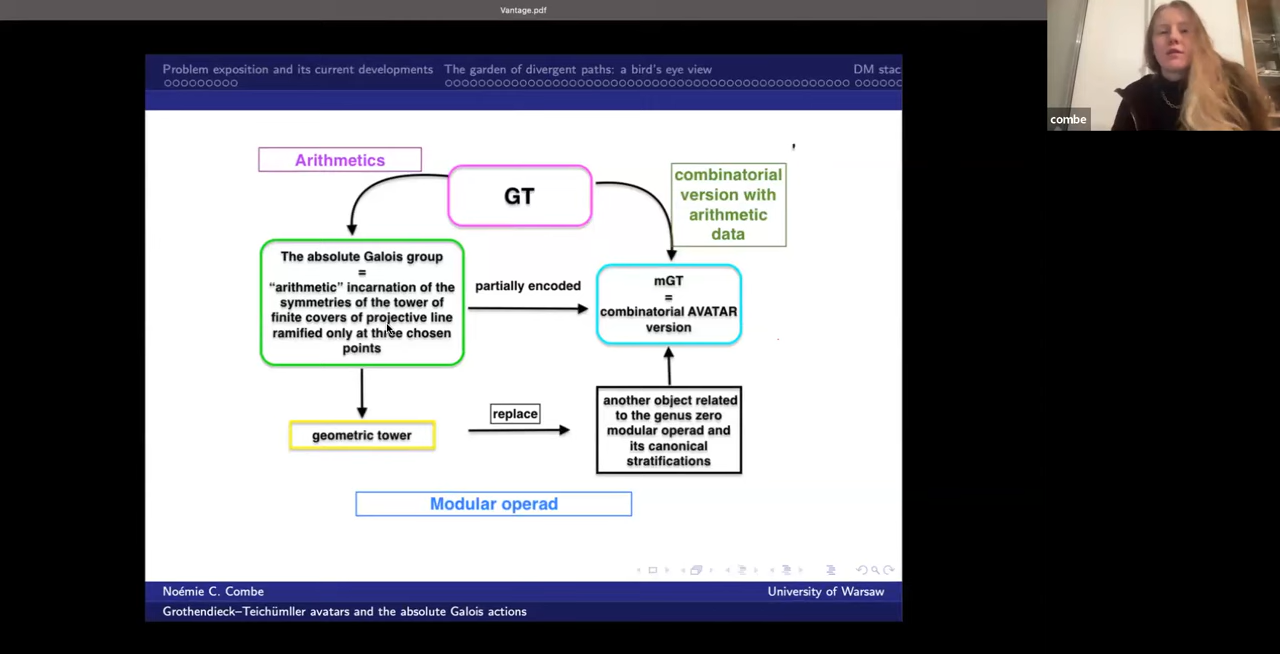 Vantage.pdf
combe
Problem exposition and its current developments
The garden of divergent paths: a bird's eye view
DM stac
Arithmetics
GT
combinatorial
version with
arithmetic
data
The absolute Galois group
=
“arithmetic” incarnation of the
symmetries of the tower of
finite covers of projective line
ramified only at three chosen
points
partially encoded
mGT
=
combinatorial AVATAR
version
geometric tower
replace
another object related
to the genus zero
modular operad and
its canonical
stratifications
Modular operad
Noémie C. Combe
University of Warsaw
Grothendieck–Teichümller avatars and the absolute Galois actions